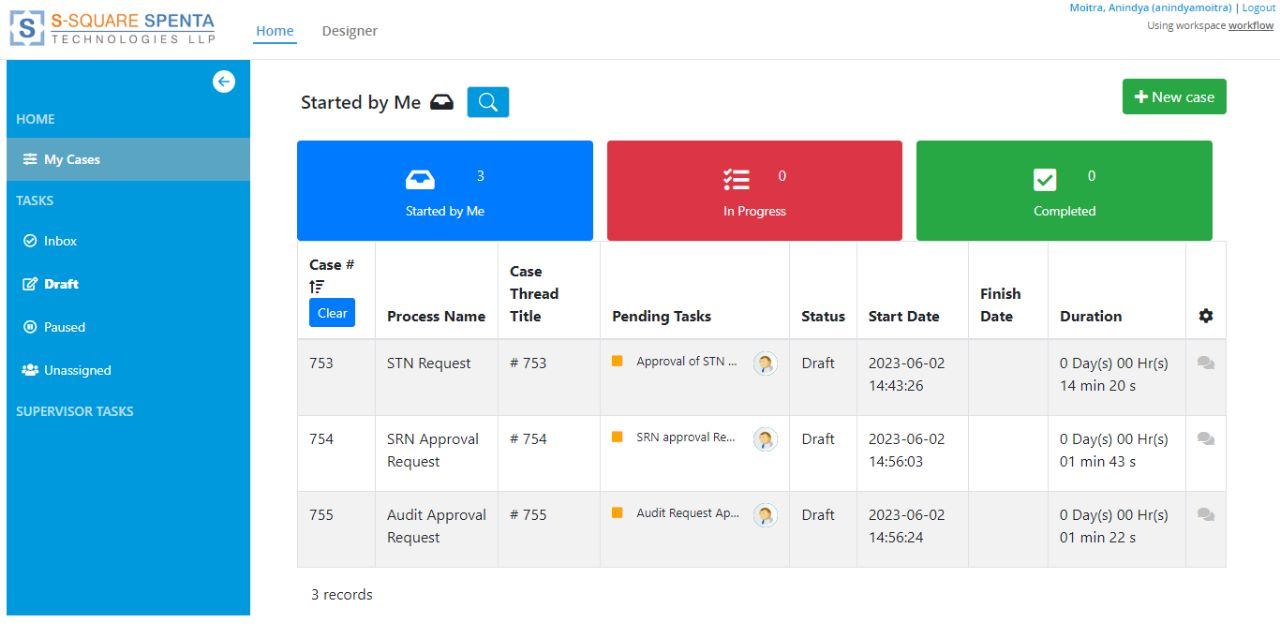 Moitra, Anindya (anindyamoitra) | Logout
Using workspace workflow
S-SQUARE SPENTA
TECHNOLOGIES LLP
Home Designer
HOME
My Cases
TASKS
Inbox
Draft
Paused
Unassigned
SUPERVISOR TASKS
Started by Me
New case
3
Started by Me
0
In Progress
0
Completed
Case # Clear Process Name Case Thread Title Pending Tasks Status Start Date Finish Date Duration
753 STN Request # 753 Approval of STN ... Draft 2023-06-02 14:43:26 0 Day(s) 00 Hr(s) 14 min 20 s
754 SRN Approval Request # 754 SRN approval Re... Draft 2023-06-02 14:56:03 0 Day(s) 00 Hr(s) 01 min 43 s
755 Audit Approval Request # 755 Audit Request Ap... Draft 2023-06-02 14:56:24 0 Day(s) 00 Hr(s) 01 min 22 s
3 records